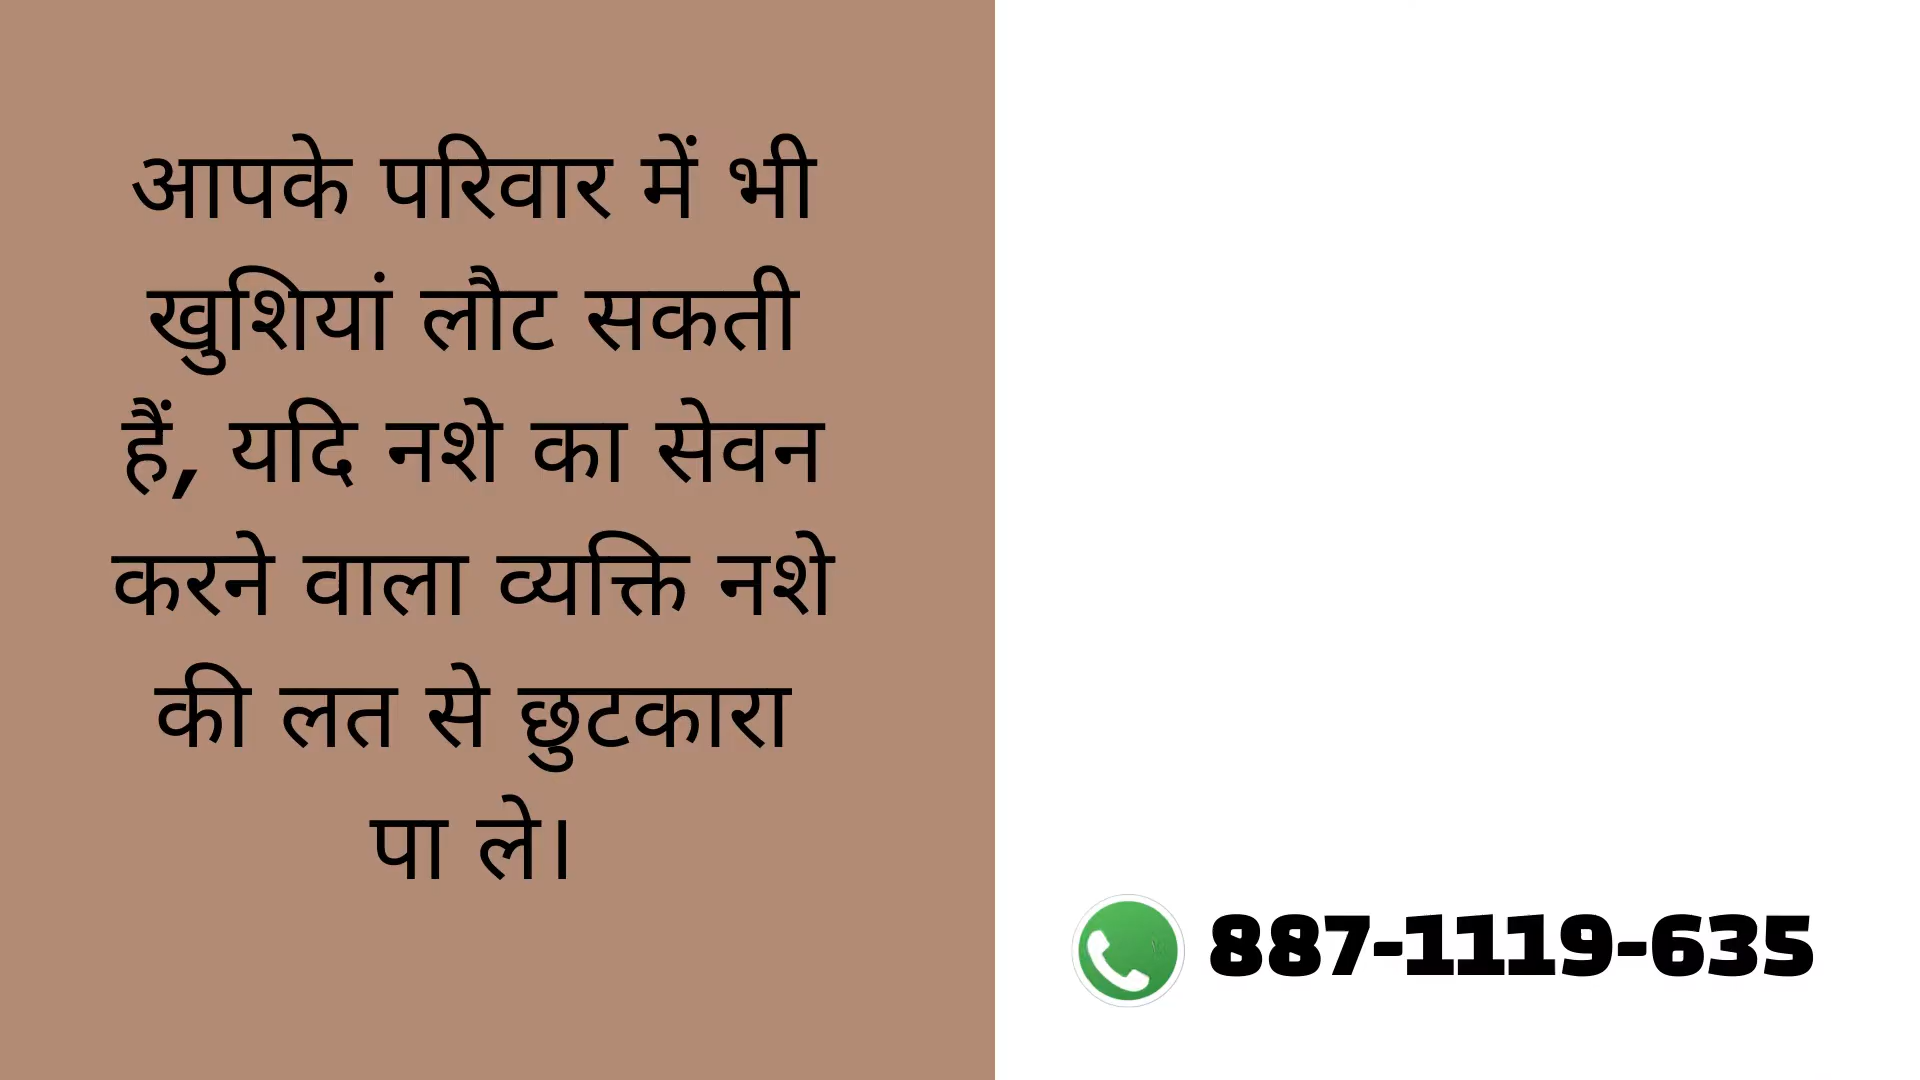 आपके परिवार में भी
खुशियां लौट सकती
हैं, यदि नशे का सेवन
करने वाला व्यक्ति नशे
की लत से छुटकारा
पा ले।
887-1119-635